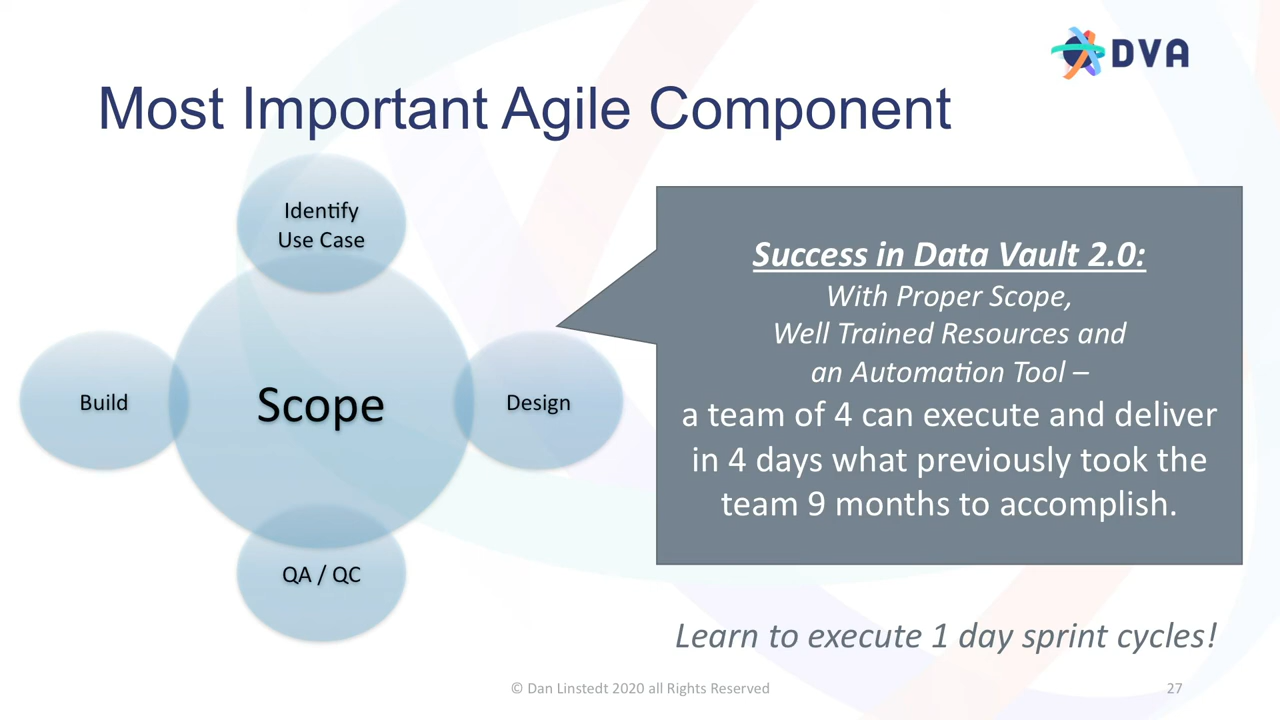 DVA
Most Important Agile Component
Identify
Use Case
Build
Scope
Design
QA / QC
Success in Data Vault 2.0:
With Proper Scope,
Well Trained Resources and
an Automation Tool –
a team of 4 can execute and deliver
in 4 days what previously took the
team 9 months to accomplish.
Learn to execute 1 day sprint cycles!
© Dan Linstedt 2020 all Rights Reserved
27